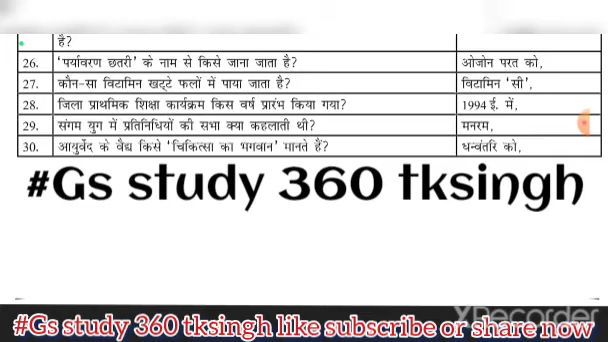 है?
26. 'पर्यावरण छतरी' के नाम से किसे जाना जाता है? ओजोन परत को,
27. कौन-सा विटामिन खट्टे फलों में पाया जाता है? विटामिन 'सी',
28. जिला प्राथमिक शिक्षा कार्यक्रम किस वर्ष प्रारंभ किया गया? 1994 ई. में,
29. संगम युग में प्रतिनिधियों की सभा क्या कहलाती थी? मनरम,
30. आयुर्वेद के वैद्य किसे 'चिकित्सा का भगवान' मानते हैं? धन्वंतरि को,
#Gs study 360 tksingh
XRecorder
#Gs study 360 tksingh like subscribe or share now